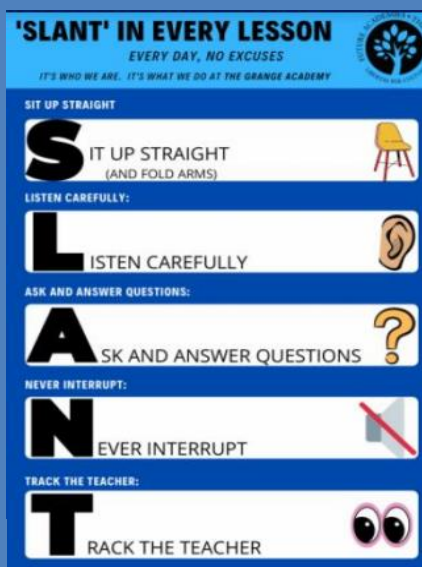 'SLANT' IN EVERY LESSON
EVERY DAY, NO EXCUSES
IT'S WHO WE ARE. IT'S WHAT WE DO AT THE GRANGE ACADEMY
SIT UP STRAIGHT
SIT UP STRAIGHT
(AND FOLD ARMS)
LISTEN CAREFULLY:
LISTEN CAREFULLY
ASK AND ANSWER QUESTIONS:
ASK AND ANSWER QUESTIONS
NEVER INTERRUPT:
NEVER INTERRUPT
TRACK THE TEACHER:
TRACK THE TEACHER